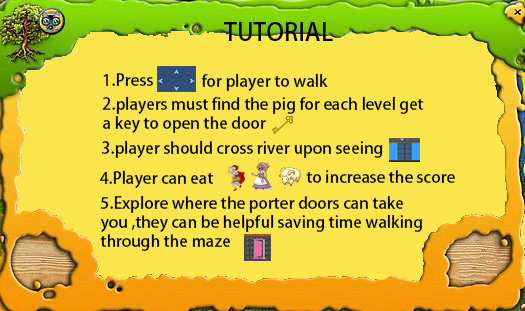 TUTORIAL
1.Press for player to walk
2.players must find the pig for each level get
a key to open the door
3.player should cross river upon seeing
4.Player can eat to increase the score
5.Explore where the porter doors can take
you ,they can be helpful saving time walking
through the maze